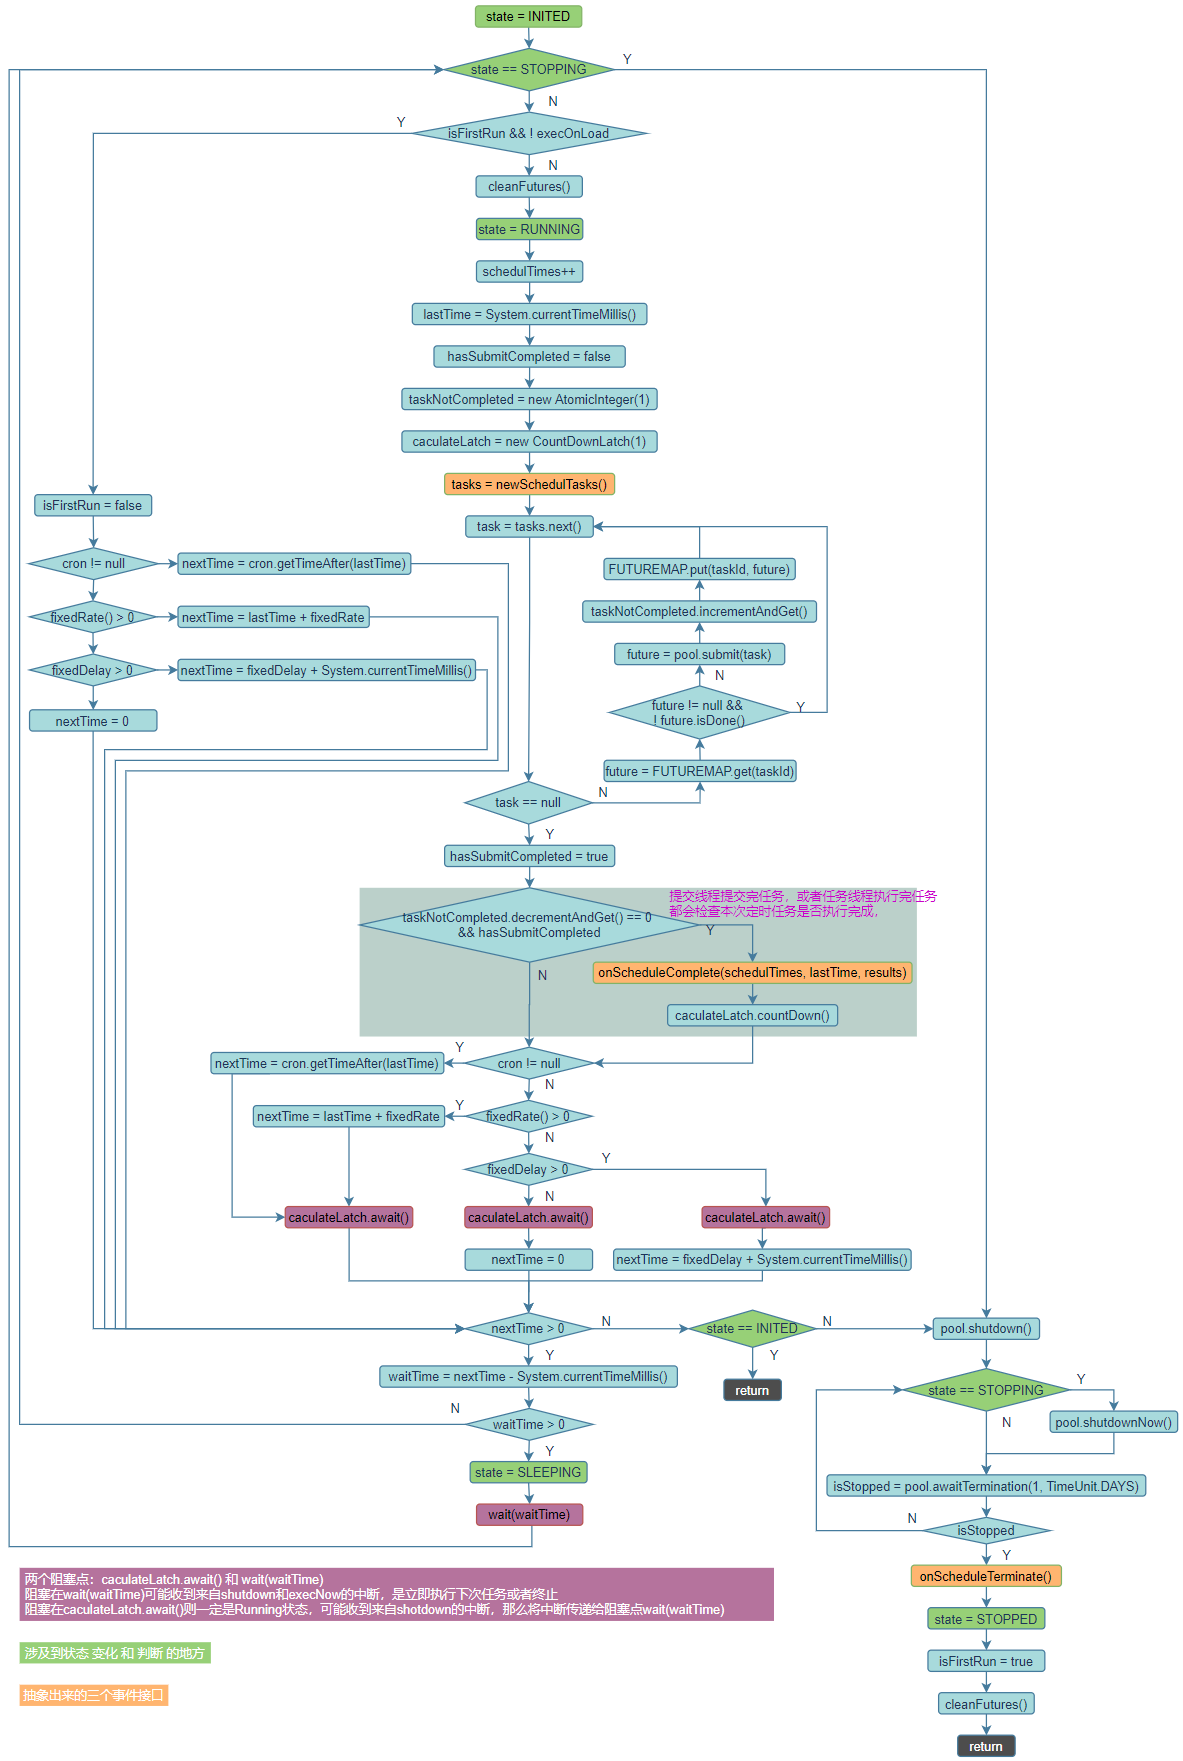 state = INITED
state == STOPPING
Y
N
isFirstRun && ! execOnLoad
Y
N
cleanFutures()
state = RUNNING
schedulTimes++
lastTime = System.currentTimeMillis()
hasSubmitCompleted = false
taskNotCompleted = new AtomicInteger(1)
caculateLatch = new CountDownLatch(1)
tasks = newSchedulTasks()
isFirstRun = false
task = tasks.next()
cron != null
nextTime = cron.getTimeAfter(lastTime)
FUTUREMAP.put(taskId, future)
fixedRate() > 0
nextTime = lastTime + fixedRate
taskNotCompleted.incrementAndGet()
fixedDelay > 0
nextTime = fixedDelay + System.currentTimeMillis()
future = pool.submit(task)
N
nextTime = 0
future != null &&
! future.isDone()
Y
future = FUTUREMAP.get(taskId)
task == null
N
Y
hasSubmitCompleted = true
提交线程提交完任务，或者任务线程执行完任务
都会检查本次定时任务是否执行完成，
taskNotCompleted.decrementAndGet() == 0
&& hasSubmitCompleted
Y
N
onScheduleComplete(schedulTimes, lastTime, results)
caculateLatch.countDown()
nextTime = cron.getTimeAfter(lastTime)
Y
cron != null
N
nextTime = lastTime + fixedRate
Y
fixedRate() > 0
N
fixedDelay > 0
Y
N
caculateLatch.await()
caculateLatch.await()
caculateLatch.await()
nextTime = 0
nextTime = fixedDelay + System.currentTimeMillis()
nextTime > 0
N
state == INITED
N
pool.shutdown()
Y
Y
waitTime = nextTime - System.currentTimeMillis()
return
state == STOPPING
Y
N
waitTime > 0
N
pool.shutdownNow()
Y
state = SLEEPING
isStopped = pool.awaitTermination(1, TimeUnit.DAYS)
wait(waitTime)
N
isStopped
Y
两个阻塞点：caculateLatch.await() 和 wait(waitTime)
阻塞在wait(waitTime)可能收到来自shutdown和execNow的中断，是立即执行下次任务或者终止
阻塞在caculateLatch.await()则一定是Running状态，可能收到来自shotdown的中断，那么将中断传递给阻塞点wait(waitTime)
onScheduleTerminate()
state = STOPPED
涉及到状态 变化 和 判断 的地方
isFirstRun = true
抽象出来的三个事件接口
cleanFutures()
return